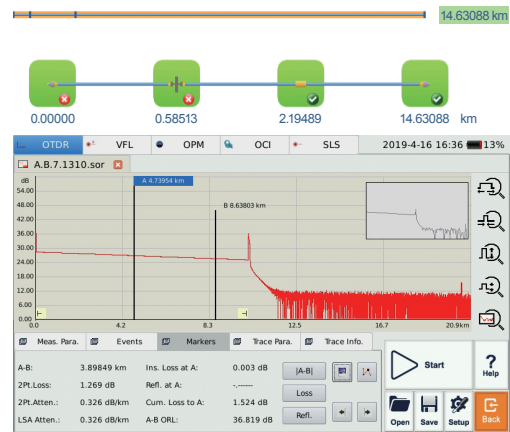 14.63088 km
0.00000 0.58513 2.19489 14.63088 km
OTDR VFL OPM OCI SLS 2019-4-16 16:36 13%
A.B.7.1310.sor
dB A 4.73954 km
54.00
48.00
B 8.63803 km
42.00
36.00
30.00
24.00
18.00
12.00
6.00
0.00
0.0 4.2 8.3 12.5 16.7 20.9km
Meas. Para. Events Markers Trace Para. Trace Info.
A-B: 3.89849 km Ins. Loss at A: 0.003 dB |A-B|
2Pt.Loss: 1.269 dB Refl. at A: -.-----
Loss
2Pt.Atten.: 0.326 dB/km Cum. Loss to A: 1.524 dB
LSA Atten.: 0.326 dB/km A-B ORL: 36.819 dB Refl.
Start ? Help
Open Save Setup Back